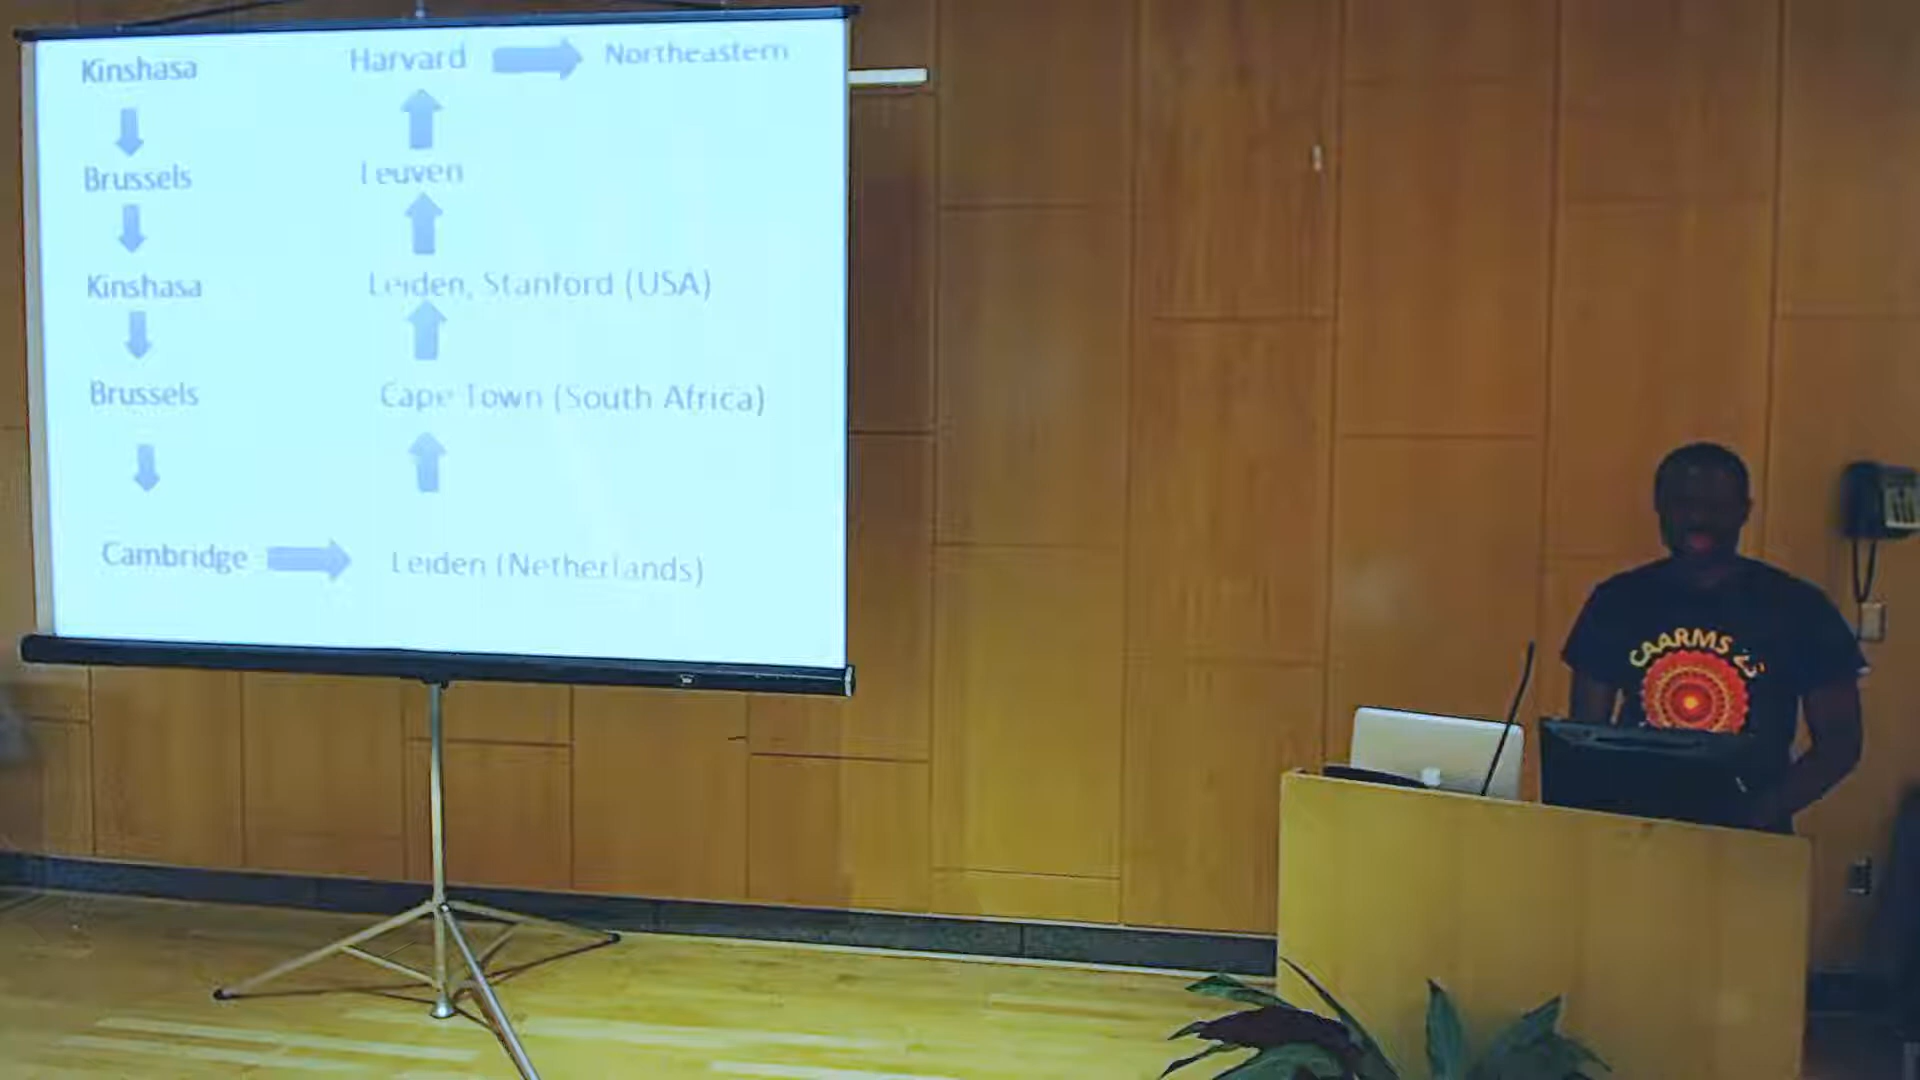 Kinshasa
Brussels
Kinshasa
Brussels
Cambridge
Leiden (Netherlands)
Cape Town (South Africa)
Leiden, Stanford (USA)
Leuven
Harvard
Northeastern
CAARMS